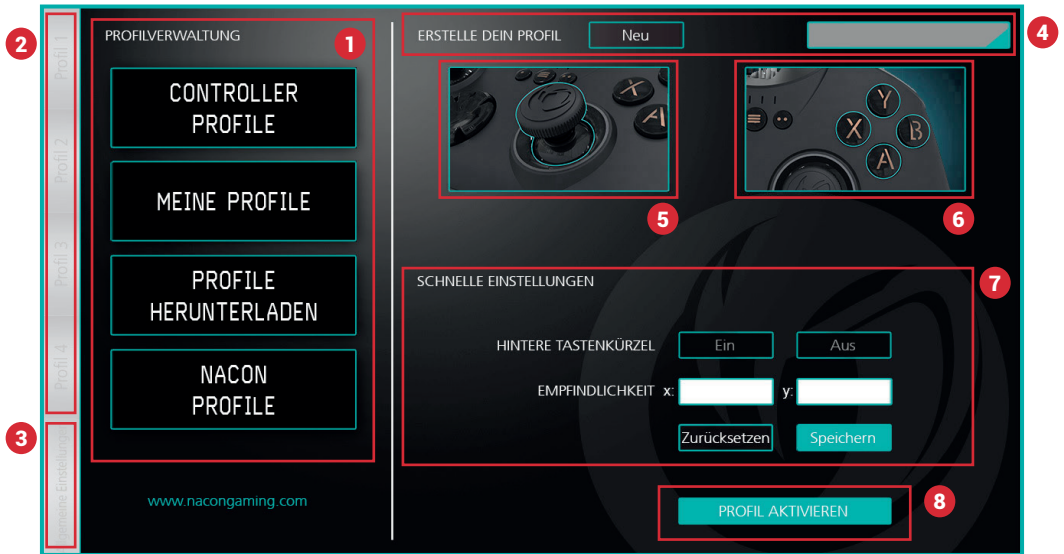 2
Profil 1
Profil 2
Profil 3
Profil 4
3
gemeine Einstellung
PROFILVERWALTUNG
1
CONTROLLER
PROFILE
MEINE PROFILE
PROFILE
HERUNTERLADEN
NACON
PROFILE
www.nacongaming.com
ERSTELLE DEIN PROFIL Neu
4
X
A
5
Y
X
B
A
6
SCHNELLE EINSTELLUNGEN
7
HINTERE TASTENKÜRZEL Ein Aus
EMPFINDLICHKEIT x: y:
Zurücksetzen Speichern
PROFIL AKTIVIEREN
8